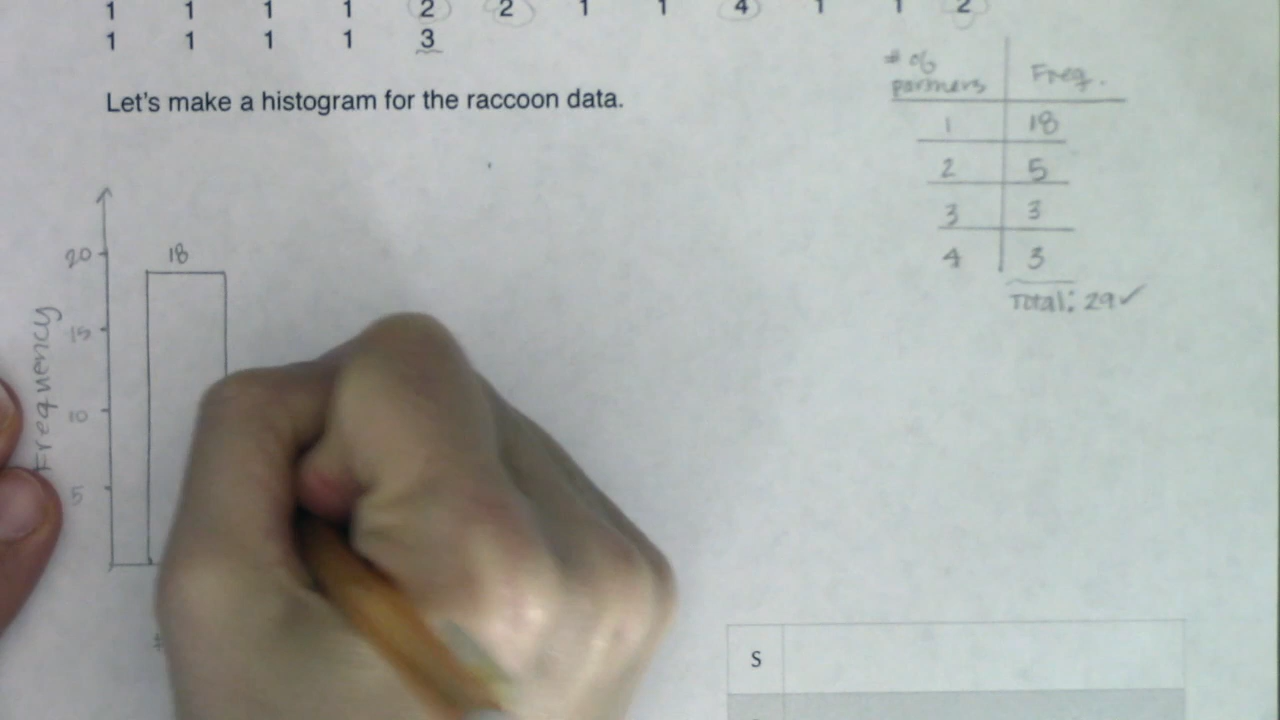 1 1 1 1 2 2 1 1 4 1 1 2
1 1 1 1 3
Let's make a histogram for the raccoon data.
# of partners Freq.
1 18
2 5
3 3
4 3
Total: 29✓
18
20
15
10
5
Frequency
S